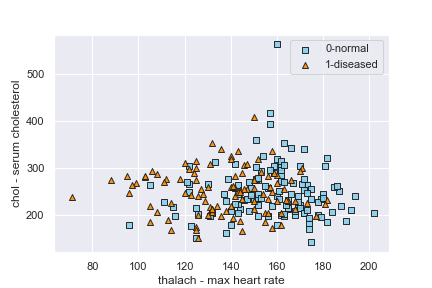 0-normal
1-diseased
500
400
300
200
chol - serum cholesterol
80 100 120 140 160 180 200
thalach - max heart rate